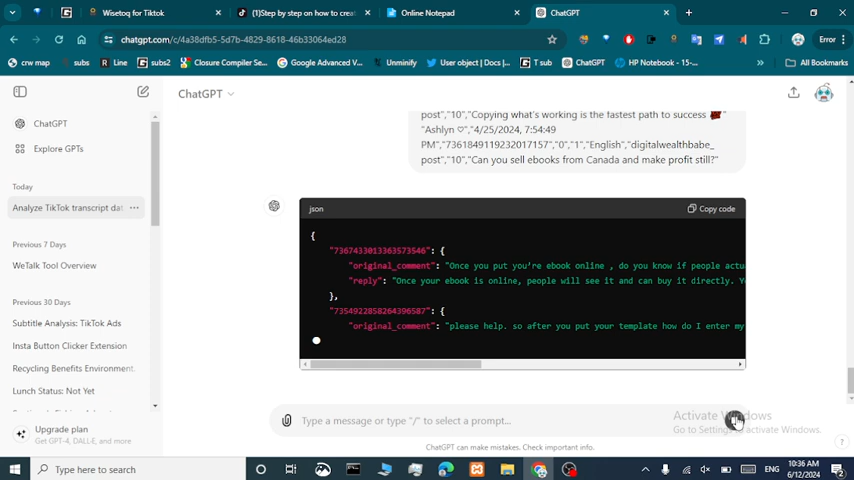 Wisetoq for Tiktok
(1)Step by step on how to creat
Online Notepad
ChatGPT
chatgpt.com/c/4a38dfb5-5d7b-4829-8618-46b33064ed28
Error
crw map
subs
Line
subs2
Closure Compiler Se...
Google Advanced V...
Unminify
User object | Docs |...
T sub
ChatGPT
HP Notebook - 15-...
All Bookmarks
ChatGPT
post","10","Copying what's working is the fastest path to success
"Ashlyn ♡","4/25/2024, 7:54:49
PM","7361849119232017157","0","1","English","digitalwealthbabe_
post","10","Can you sell ebooks from Canada and make profit still?"
ChatGPT
Explore GPTs
Today
Analyze TikTok transcript dat
Previous 7 Days
WeTalk Tool Overview
Previous 30 Days
Subtitle Analysis: TikTok Ads
Insta Button Clicker Extension
Recycling Benefits Environment.
Lunch Status: Not Yet
json
Copy code
{
"7367433013363573546": {
"original_comment": "Once you put you're ebook online , do you know if people actua
"reply": "Once your ebook is online, people will see it and can buy it directly. Y
},
"7354922858264396587": {
"original_comment": "please help. so after you put your template how do I enter my
Upgrade plan
Get GPT-4, DALL·E, and more
Type a message or type "/" to select a prompt...
Activate Windows
Go to Settings to activate Windows.
ChatGPT can make mistakes. Check important info.
?
Type here to search
ENG
10:36 AM
6/12/2024
2